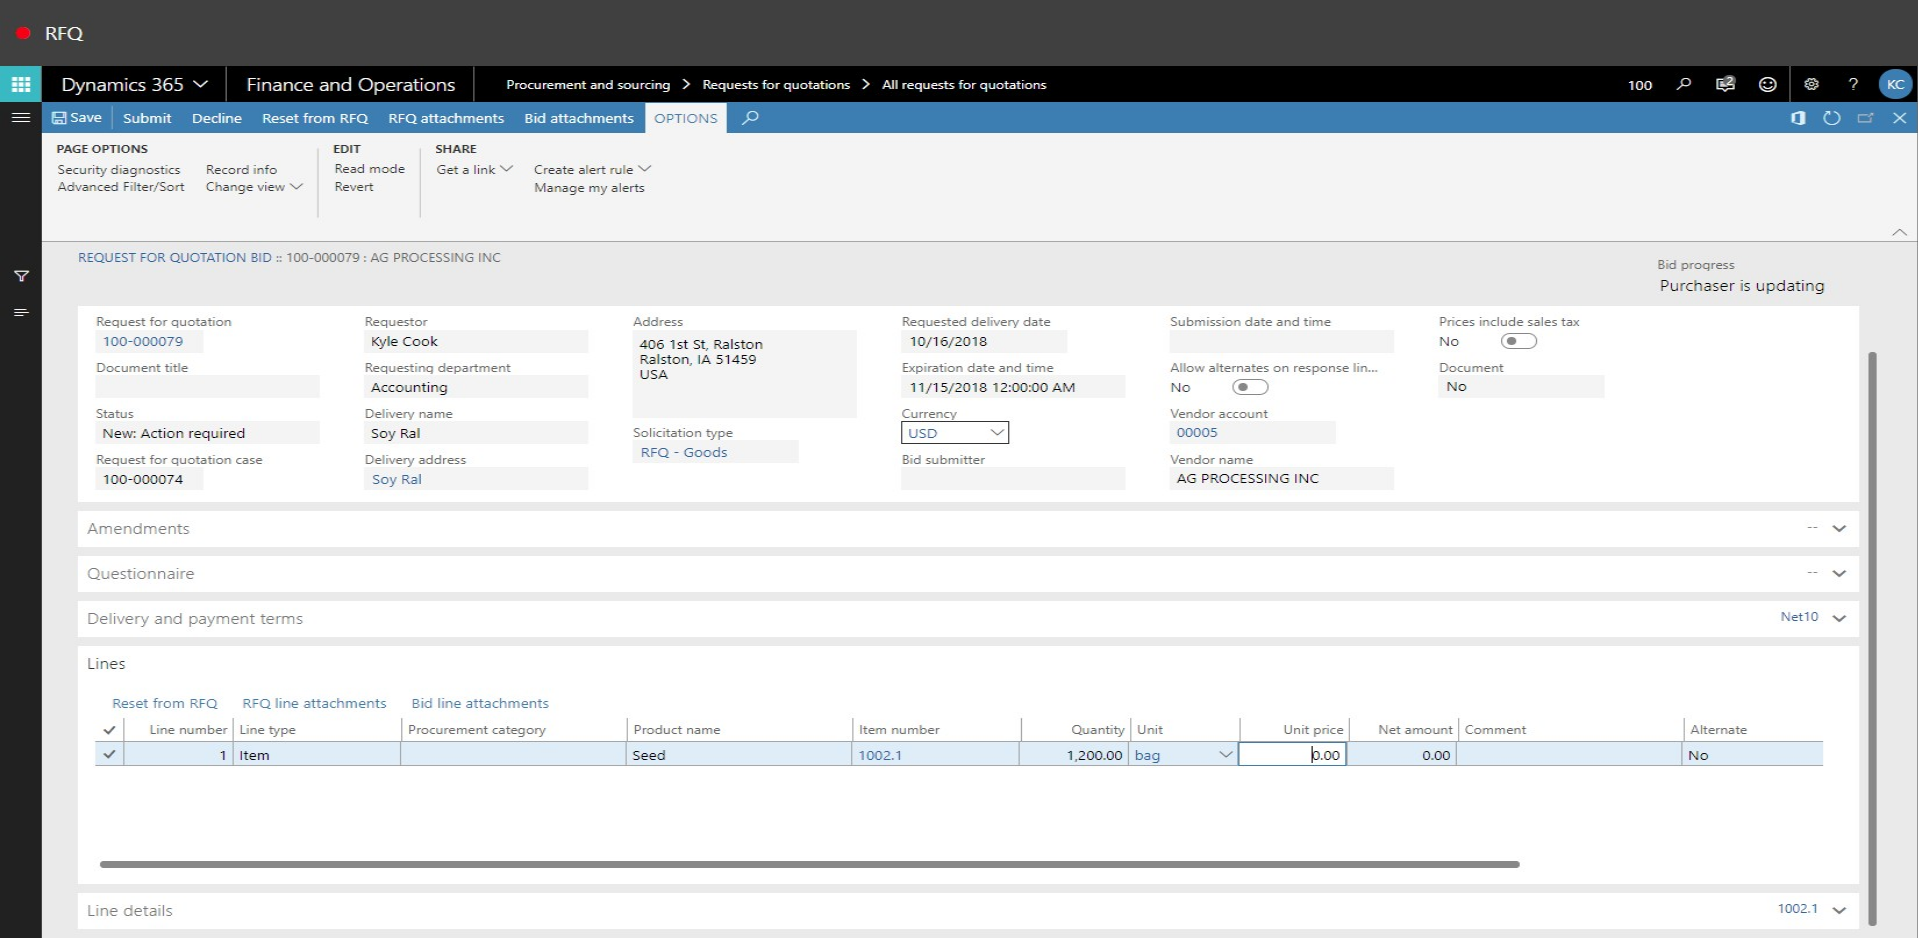 RFQ
Dynamics 365 Finance and Operations Procurement and sourcing > Requests for quotations > All requests for quotations 100 2 ? KC
Save Submit Decline Reset from RFQ RFQ attachments Bid attachments OPTIONS
PAGE OPTIONS EDIT SHARE
Security diagnostics Record info Read mode Get a link Create alert rule
Advanced Filter/Sort Change view Revert Manage my alerts
REQUEST FOR QUOTATION BID :: 100-000079 : AG PROCESSING INC
Bid progress
Purchaser is updating
Request for quotation
100-000079
Document title
Status
New: Action required
Request for quotation case
100-000074
Requestor
Kyle Cook
Requesting department
Accounting
Delivery name
Soy Ral
Delivery address
Soy Ral
Address
406 1st St, Ralston
Ralston, IA 51459
USA
Solicitation type
RFQ - Goods
Requested delivery date
10/16/2018
Expiration date and time
11/15/2018 12:00:00 AM
Currency
USD
Bid submitter
Submission date and time
Allow alternates on response lin...
No
Vendor account
00005
Vendor name
AG PROCESSING INC
Prices include sales tax
No
Document
No
Amendments --
Questionnaire --
Delivery and payment terms Net10
Lines
Reset from RFQ RFQ line attachments Bid line attachments
Line number Line type Procurement category Product name Item number Quantity Unit Unit price Net amount Comment Alternate
1 Item Seed 1002.1 1,200.00 bag 0.00 0.00 No
Line details 1002.1